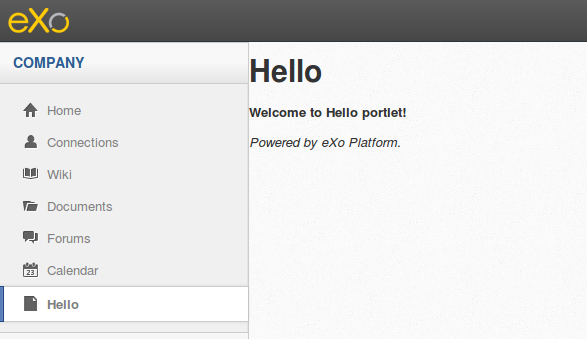 eXo
COMPANY
Home
Connections
Wiki
Documents
Forums
23
Calendar
Hello
Hello
Welcome to Hello portlet!
Powered by eXo Platform.